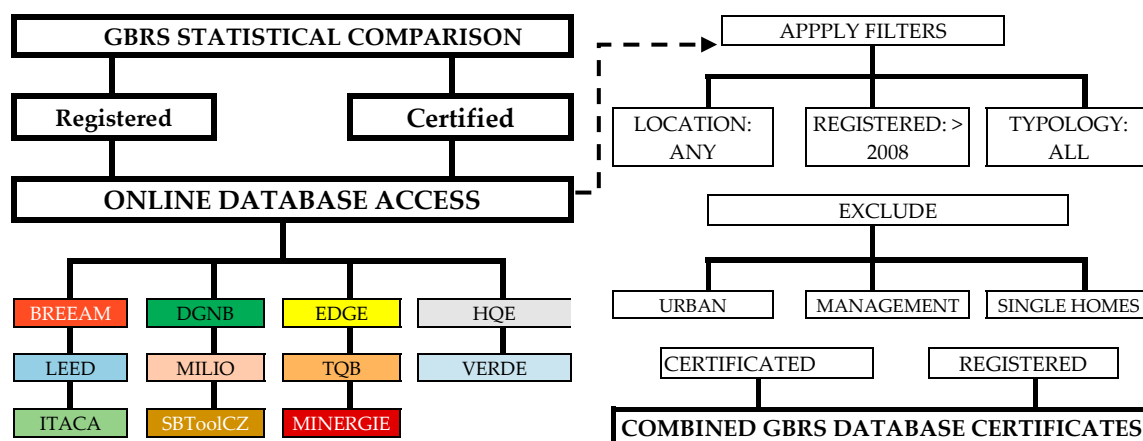 GBRS STATISTICAL COMPARISON
Registered
Certified
ONLINE DATABASE ACCESS
BREEAM
DGNB
EDGE
HQE
LEED
MILIO
TQB
VERDE
ITACA
SBToolCZ
MINERGIE
APPPLY FILTERS
LOCATION:
ANY
REGISTERED: >
2008
TYPOLOGY:
ALL
EXCLUDE
URBAN
MANAGEMENT
SINGLE HOMES
CERTIFICATED
REGISTERED
COMBINED GBRS DATABASE CERTIFICATES